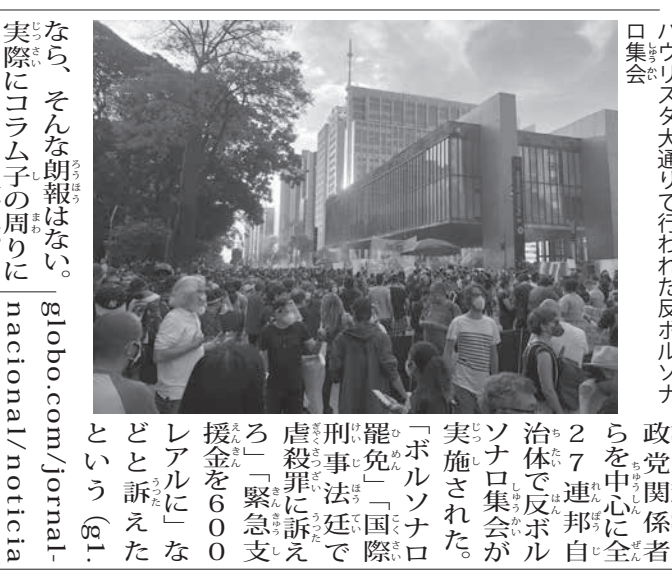 パウリスタ大通りで行われた反ボルソナ
ロ集会
政党関係者
らを中心に全
27連邦自
治体で反ボル
ソナロ集会が
実施された。
「ボルソナロ
罷免」「国際
刑事法廷で
虐殺罪に訴え
ろ」「緊急支
援金を600
レアルに」な
どと訴えた
という（g1.
globo.com/jornal-
nacional/noticia
なら、そんな朗報はない。
実際にコラム子の周りに